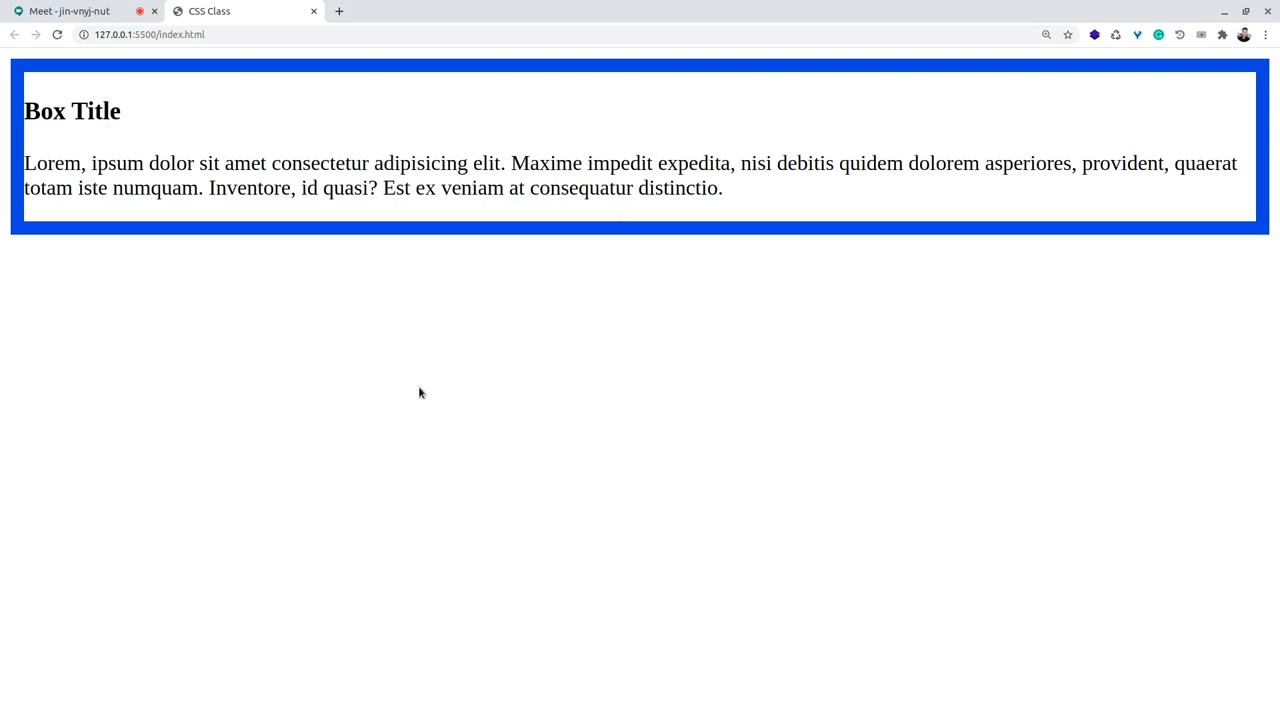 Meet - jin-vnyj-nut
CSS Class
127.0.0.1:5500/index.html
Box Title
Lorem, ipsum dolor sit amet consectetur adipisicing elit. Maxime impedit expedita, nisi debitis quidem dolorem asperiores, provident, quaerat
totam iste numquam. Inventore, id quasi? Est ex veniam at consequatur distinctio.